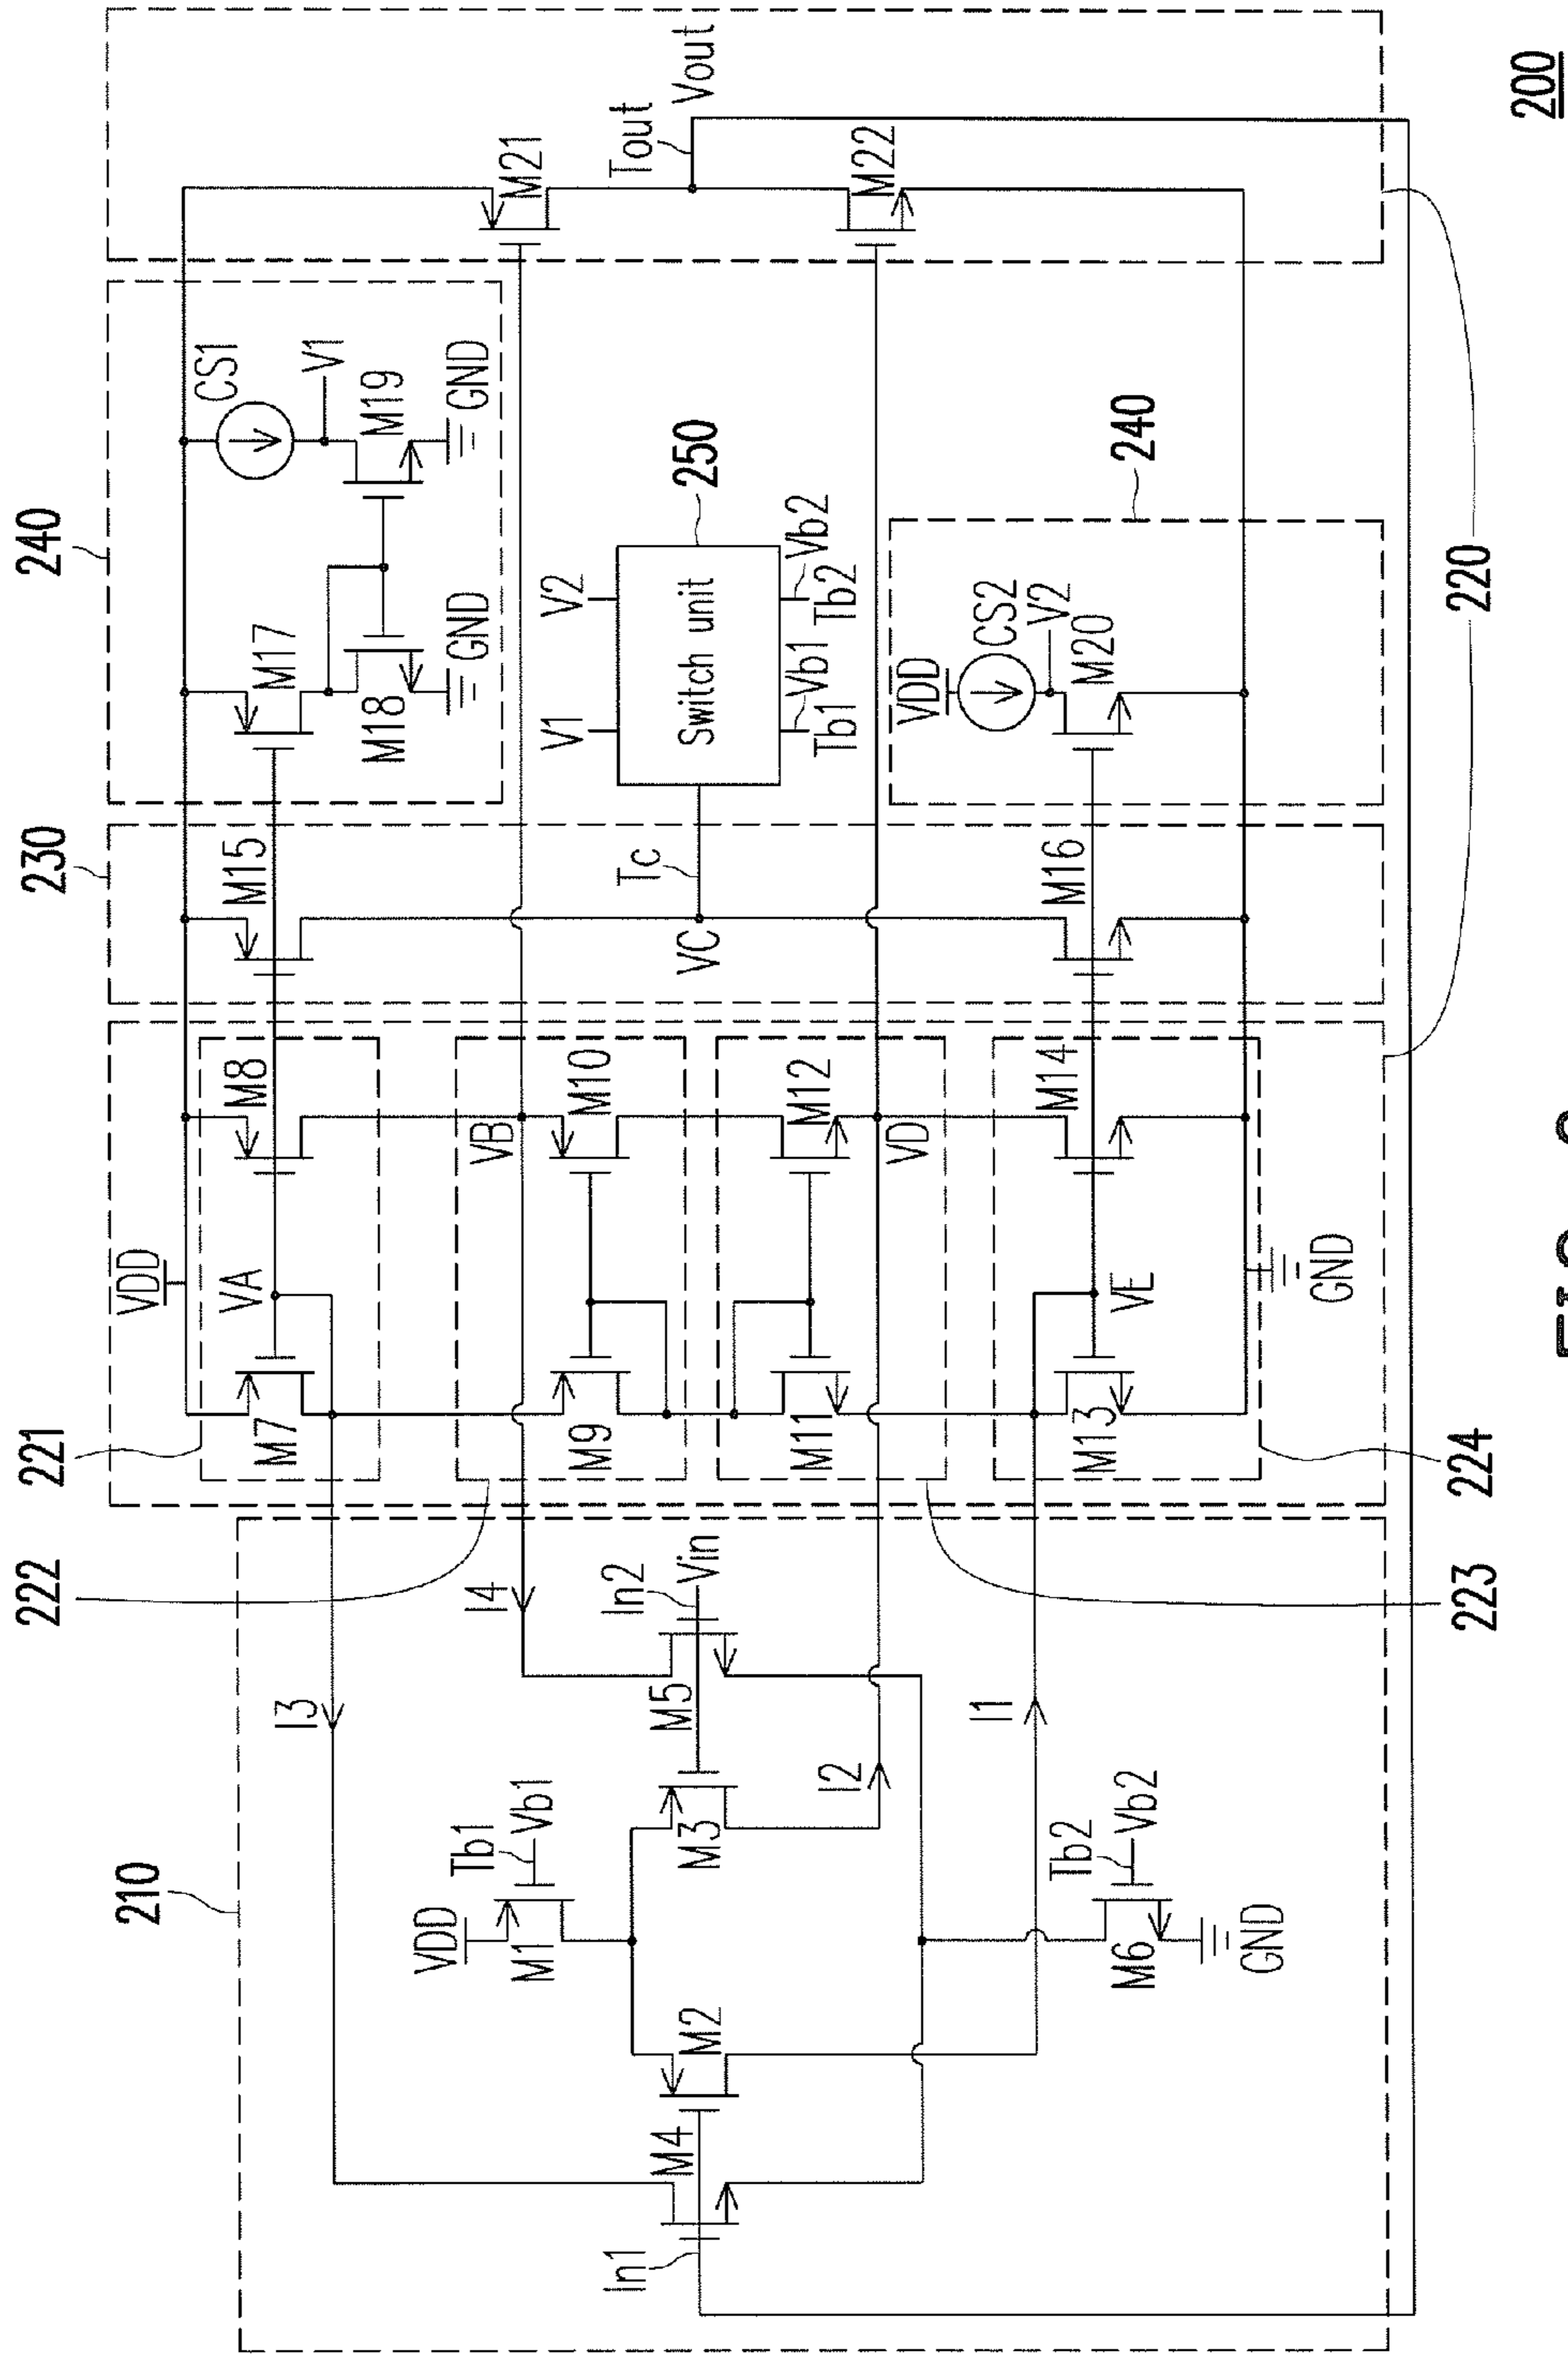 200
240
230
221
222
210
VDD
M7
VA
M8
M15
M17
M18
GND
CS1
V1
M19
GND
M21
Tout
Vout
M22
VB
M9
M10
M11
M12
VD
M13
VE
M14
M16
Tc
VC
V1
V2
Switch unit
250
Tb1
Vb1
Tb2
Vb2
240
VDD
CS2
V2
M20
GND
220
224
223
I3
I4
In2
Vin
M5
Tb1
Vb1
VDD
M1
M3
I2
I1
M2
M4
In1
Tb2
Vb2
M6
GND